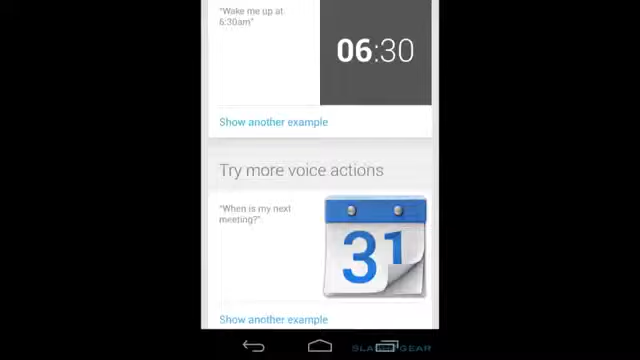 "Wake me up at
6:30am"
06:30
Show another example
Try more voice actions
"When is my next
meeting?"
31
Show another example
SLASHGEAR